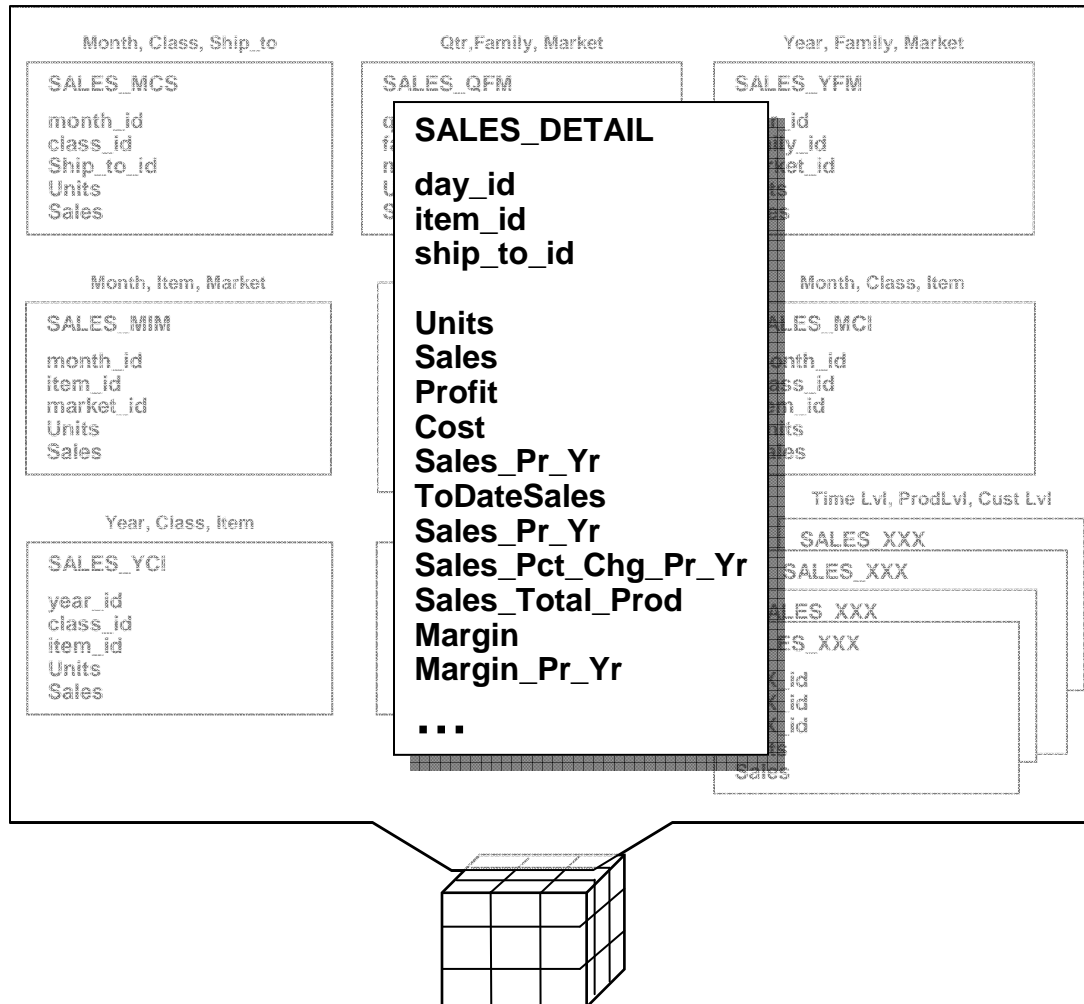 Month, Class, Ship_to
SALES_MCS
month_id
class_id
Ship_to_id
Units
Sales
Qtr,Family, Market
SALES_QFM
Year, Family, Market
SALES_YFM
SALES_DETAIL
day_id
item_id
ship_to_id
Units
Sales
Profit
Cost
Sales_Pr_Yr
ToDateSales
Sales_Pr_Yr
Sales_Pct_Chg_Pr_Yr
Sales_Total_Prod
Margin
Margin_Pr_Yr
...
Month, Item, Market
SALES_MIM
month_id
item_id
market_id
Units
Sales
Month, Class, Item
Year, Class, Item
SALES_YCI
year_id
class_id
item_id
Units
Sales
Time Lvl, ProdLvl, Cust Lvl
SALES_XXX
SALES_XXX
Sales